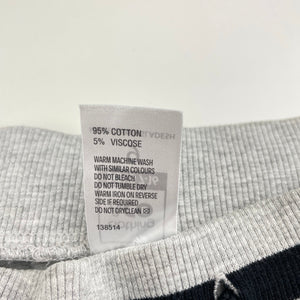 95% COTTON
5% VISCOSE
WARM MACHINE WASH
WITH SIMILAR COLOURS
DO NOT BLEACH
DO NOT TUMBLE DRY
WARM IRON ON REVERSE
SIDE IF REQUIRED
DO NOT DRYCLEAN
138514